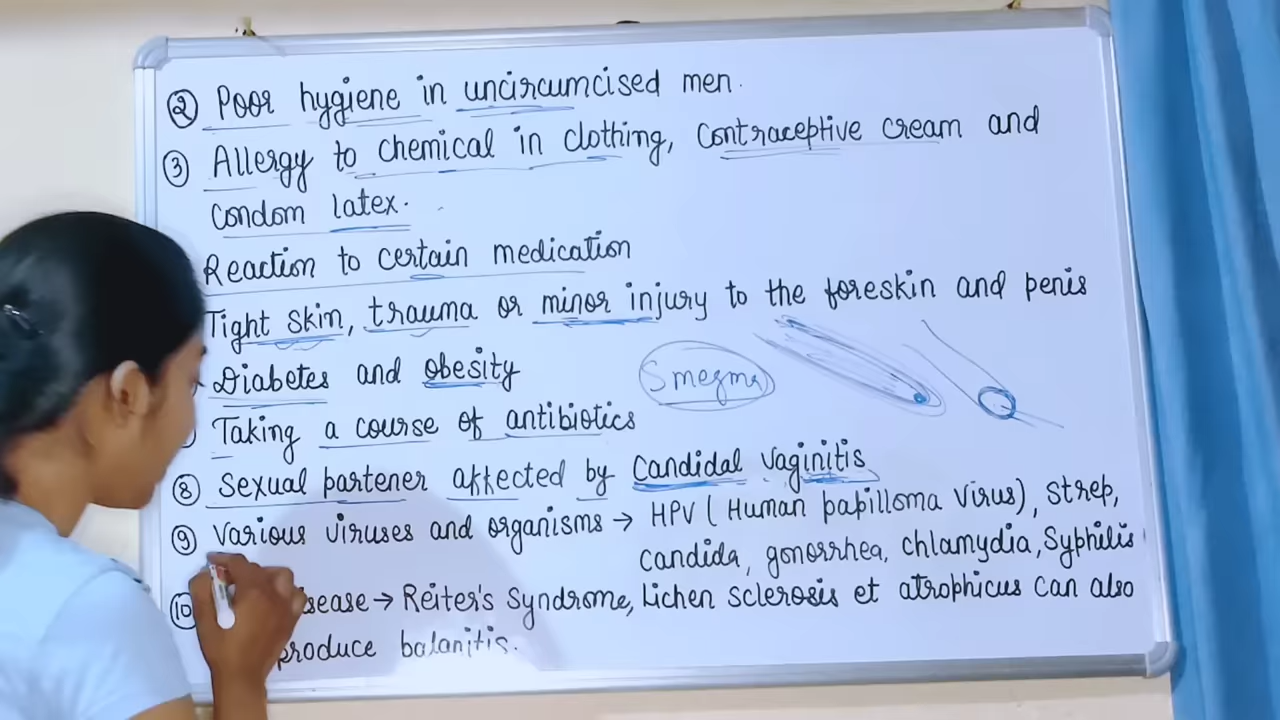 ② Poor hygiene in uncircumcised men.
③ Allergy to chemical in clothing, Contraceptive cream and
Condom latex.
Reaction to certain medication
Tight skin, trauma or minor injury to the foreskin and penis
Diabetes and obesity
Smegma
Taking a course of antibiotics
⑧ Sexual partener affected by Candidal vaginitis
⑨ Various viruses and organisms → HPV (Human papilloma Virus), Strep,
candida, gonorrhea, chlamydia, Syphilis
⑩ → Reiter's Syndrome, Lichen sclerosis et atrophicus can also
produce balanitis.